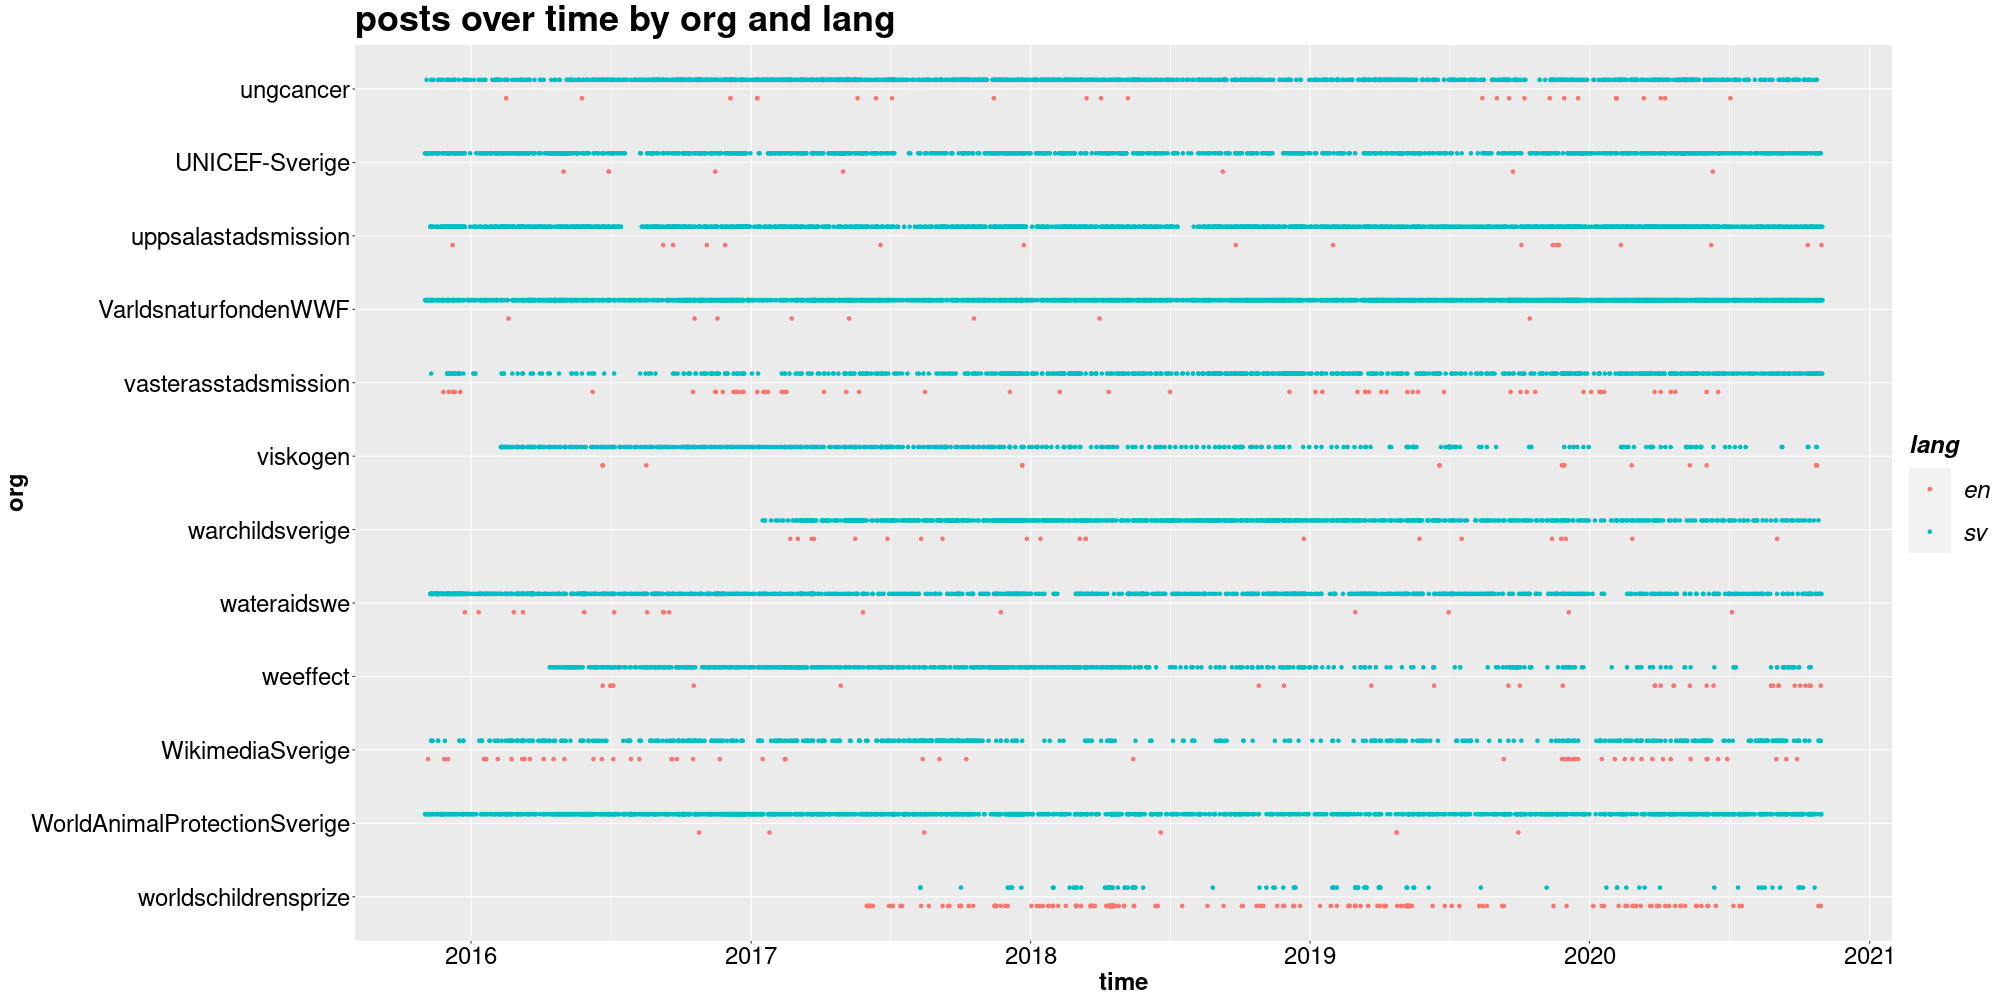 posts over time by org and lang
ungcancer
UNICEF-Sverige
uppsalastadsmission
VarldsnaturfondenWWF
vasterasstadsmission
viskogen
warchildsverige
wateraidswe
weeffect
WikimediaSverige
WorldAnimalProtectionSverige
worldschildrensprize
org
2016 2017 2018 2019 2020 2021
time
lang
en
sv